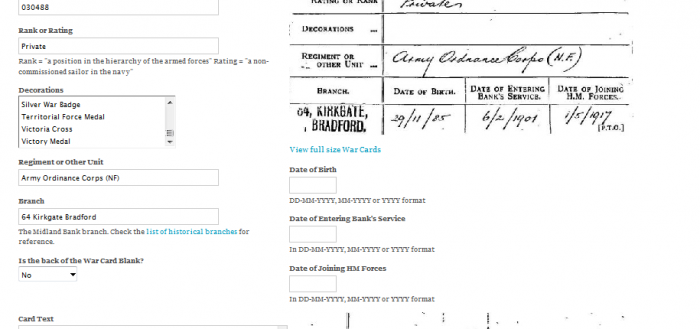 030488
Rank or Rating
Private
Rank = "a position in the hierarchy of the armed forces" Rating = "a non-
commissioned sailor in the navy"
Decorations
Silver War Badge
Territorial Force Medal
Victoria Cross
Victory Medal
Regiment or Other Unit
Army Ordinance Corps (NF)
Branch
64 Kirkgate Bradford
The Midland Bank branch. Check the list of historical branches for
reference.
Is the back of the War Card Blank?
No
Card Text
RATING OR RANK Private
DECORATIONS ...
REGIMENT OR
OTHER UNIT ... Army Ordnance Corps (N.F.)
BRANCH. DATE OF BIRTH. DATE OF ENTERING BANK'S SERVICE. DATE OF JOINING H.M. FORCES.
64, KIRKGATE,
BRADFORD. 29/11/85 6/2/1901 1/5/1917
[P.T.O.]
View full size War Cards
Date of Birth
DD-MM-YYYY, MM-YYYY or YYYY format
Date of Entering Bank's Service
In DD-MM-YYYY, MM-YYYY or YYYY format
Date of Joining HM Forces
In DD-MM-YYYY, MM-YYYY or YYYY format